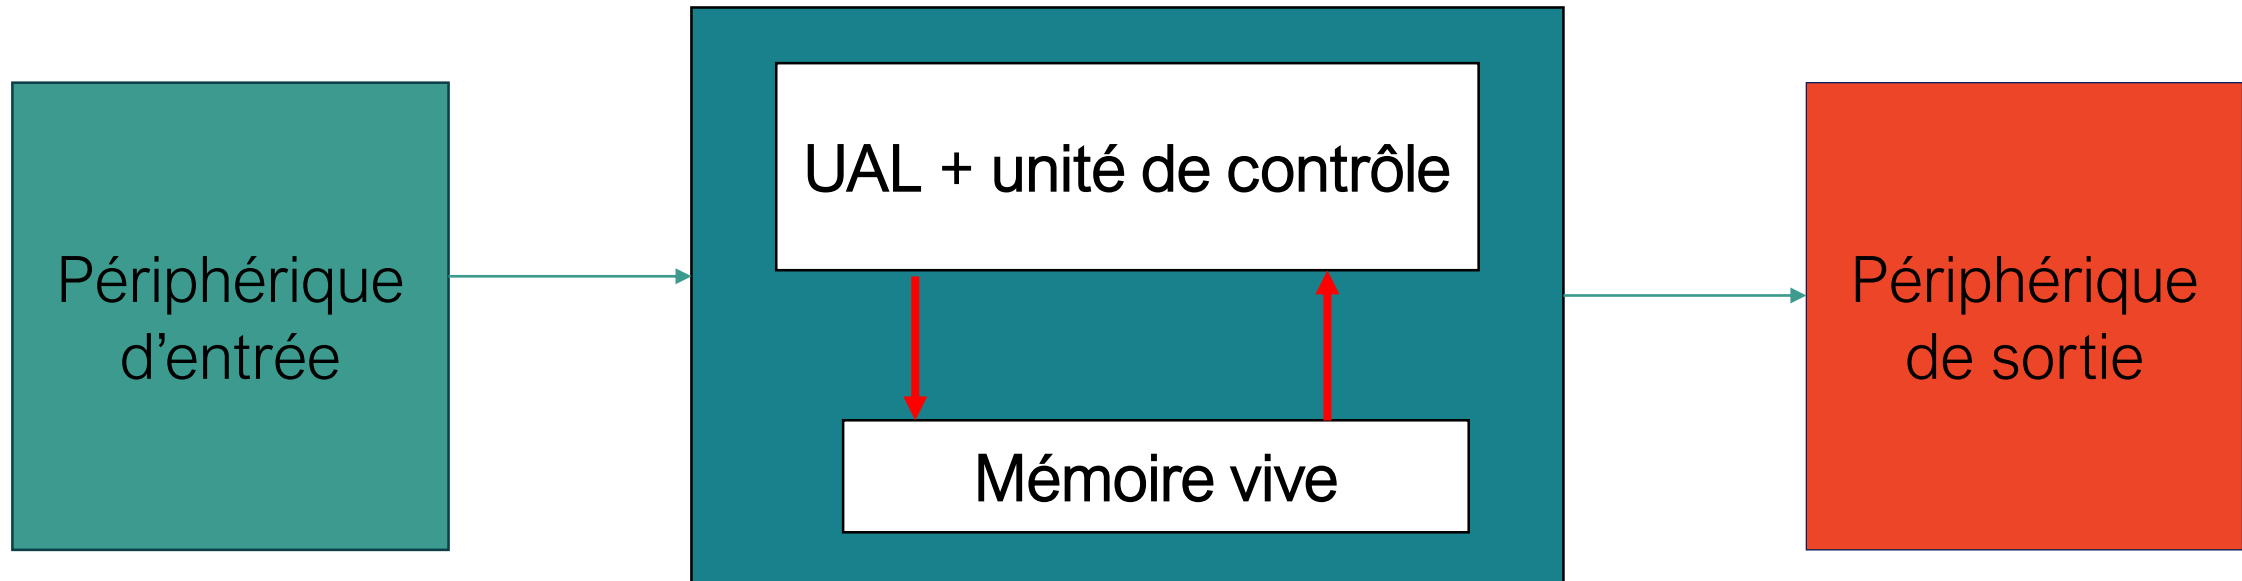 Périphérique
d’entrée
UAL + unité de contrôle
Mémoire vive
Périphérique
de sortie